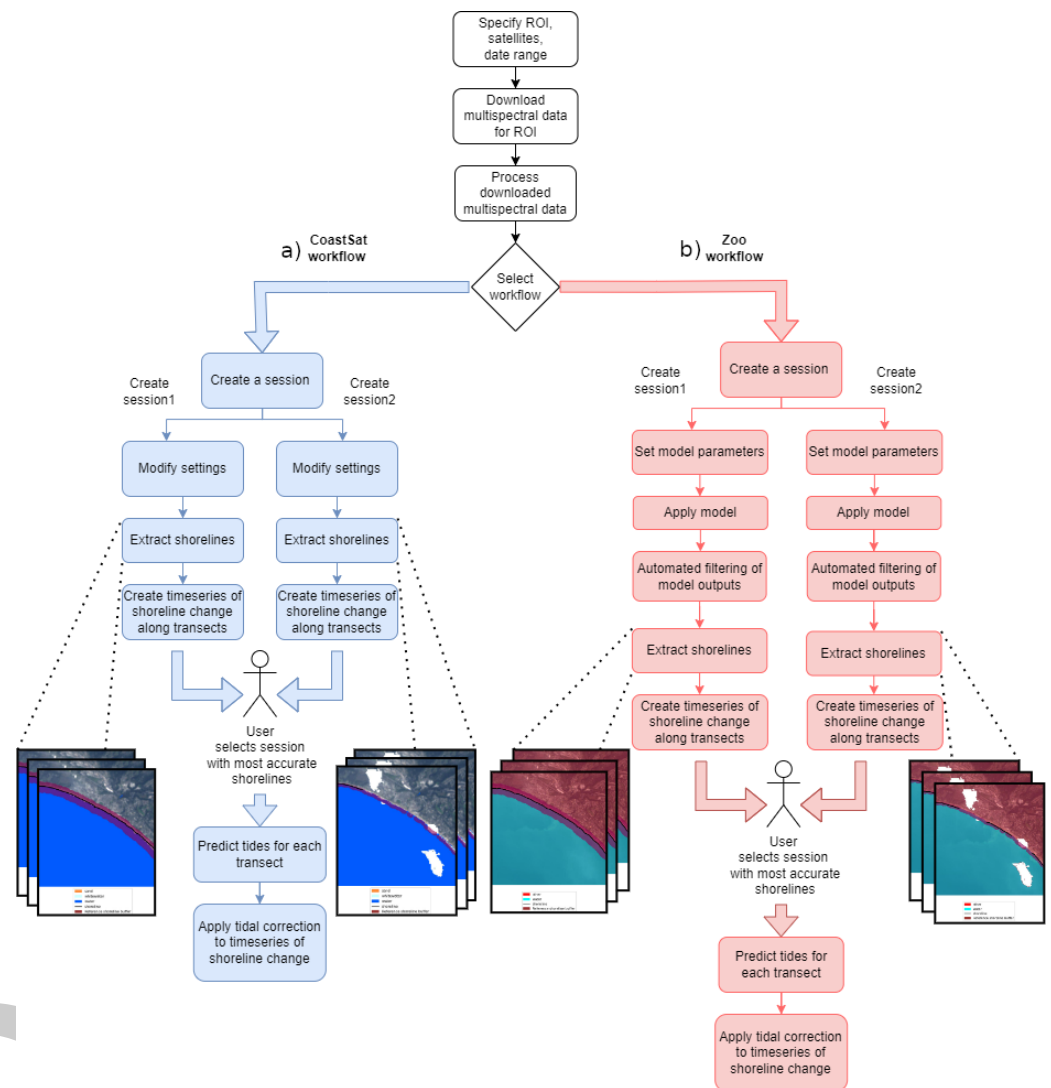 Specify ROI,
satellites,
date range
Download
multispectral data
for ROI
Process
downloaded
multispectral data
Select
workflow
a) CoastSat
workflow
Create a session
Create
session1
Create
session2
Modify settings
Modify settings
Extract shorelines
Extract shorelines
Create timeseries of
shoreline change
along transects
Create timeseries of
shoreline change
along transects
User
selects session
with most accurate
shorelines
Predict tides for each
transect
Apply tidal correction
to timeseries of
shoreline change
b) Zoo
workflow
Create a session
Create
session1
Create
session2
Set model parameters
Set model parameters
Apply model
Apply model
Automated filtering of
model outputs
Automated filtering of
model outputs
Extract shorelines
Extract shorelines
Create timeseries of
shoreline change
along transects
Create timeseries of
shoreline change
along transects
User
selects session
with most accurate
shorelines
Predict tides for
each transect
Apply tidal correction
to timeseries of
shoreline change